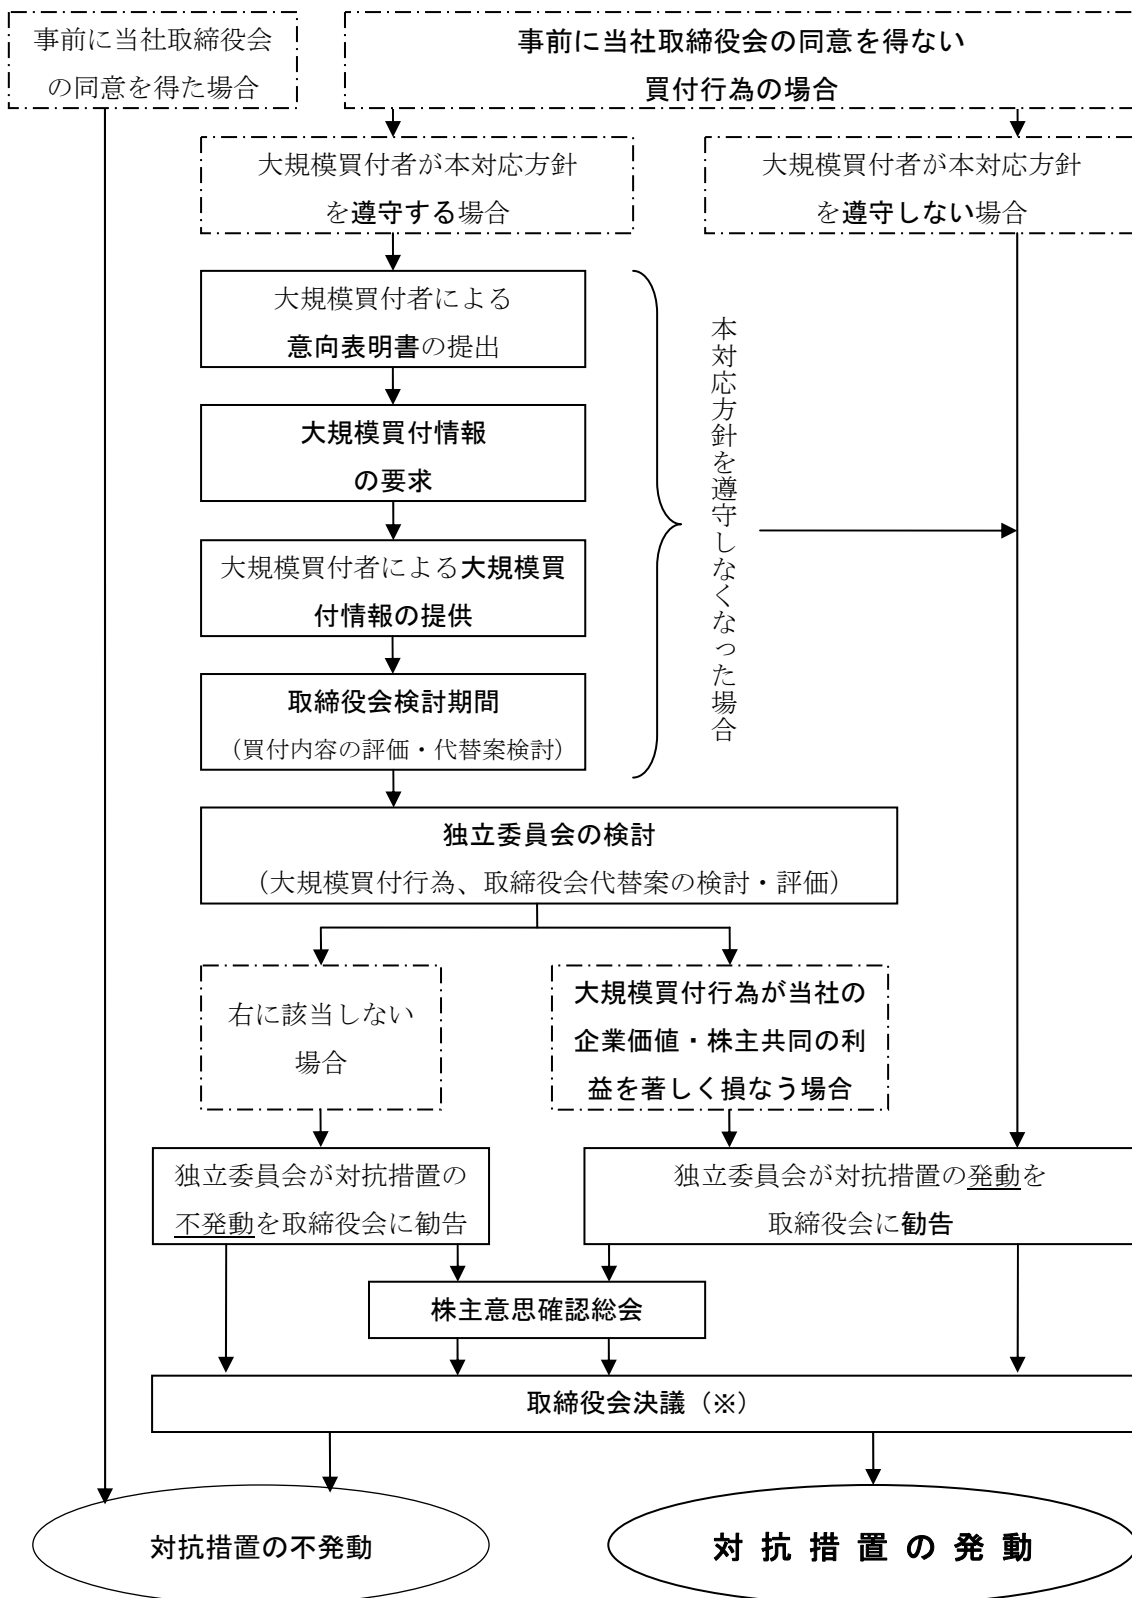 事前に当社取締役会
の同意を得た場合
事前に当社取締役会の同意を得ない
買付行為の場合
大規模買付者が本対応方針
を遵守する場合
大規模買付者が本対応方針
を遵守しない場合
大規模買付者による
意向表明書の提出
大規模買付情報
の要求
大規模買付者による大規模買
付情報の提供
取締役会検討期間
（買付内容の評価・代替案検討）
本対応方針を遵守しなくなった場合
独立委員会の検討
（大規模買付行為、取締役会代替案の検討・評価）
右に該当しない
場合
大規模買付行為が当社の
企業価値・株主共同の利
益を著しく損なう場合
独立委員会が対抗措置の
不発動を取締役会に勧告
独立委員会が対抗措置の発動を
取締役会に勧告
株主意思確認総会
取締役会決議（※）
対抗措置の不発動
対抗措置の発動